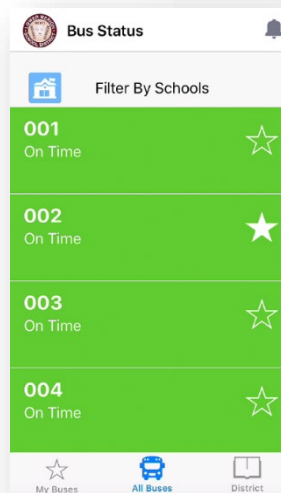 Bus Status
Filter By Schools
001
On Time
002
On Time
003
On Time
004
On Time
My Buses
All Buses
District